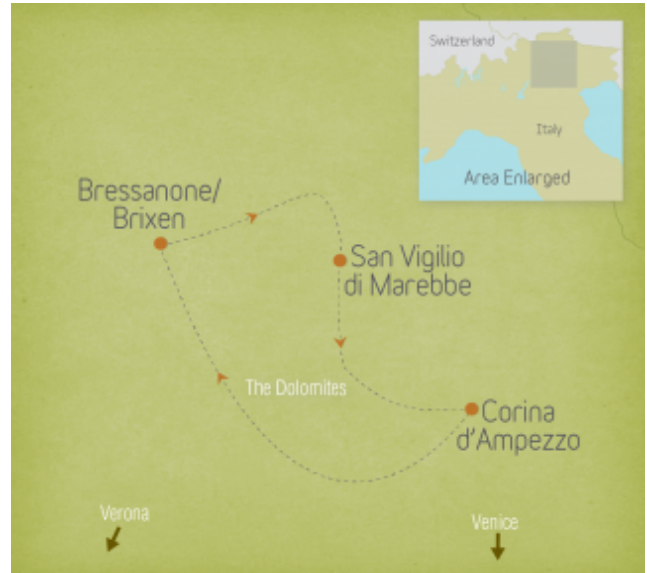 Switzerland
Italy
Area Enlarged
Bressanone/
Brixen
San Vigilio
di Marebbe
The Dolomites
Corina
d'Ampezzo
Verona
Venice